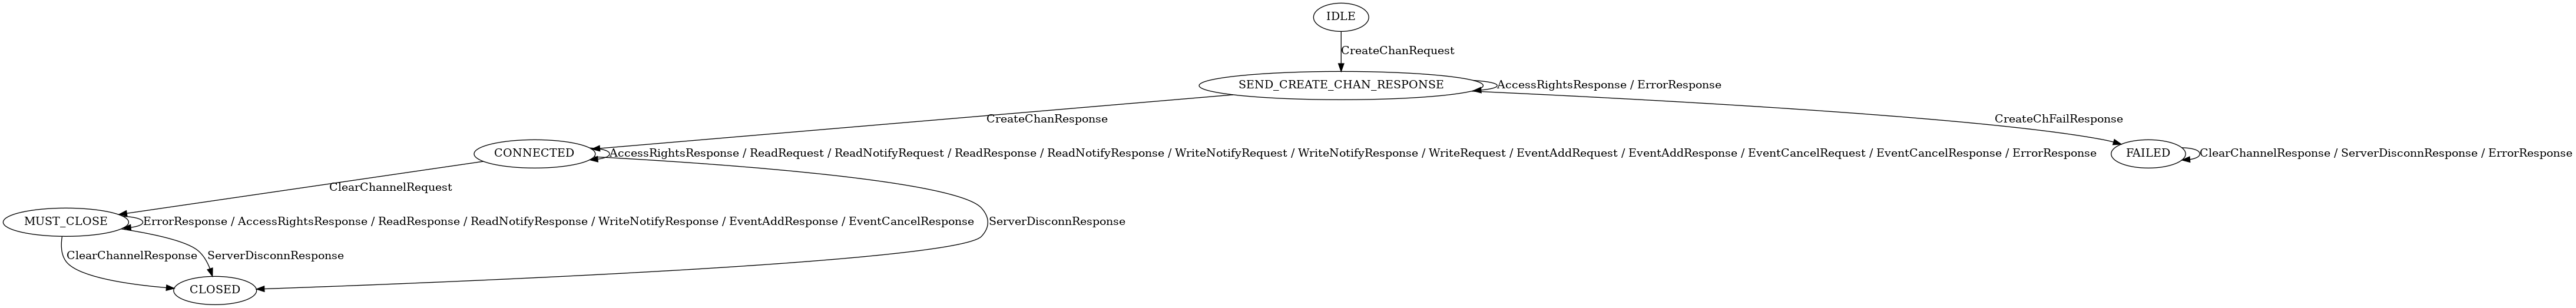 IDLE
CreateChanRequest
SEND_CREATE_CHAN_RESPONSE
AccessRightsResponse / ErrorResponse
CreateChanResponse
CreateChFailResponse
CONNECTED
AccessRightsResponse / ReadRequest / ReadNotifyRequest / ReadResponse / ReadNotifyResponse / WriteNotifyRequest / WriteNotifyResponse / WriteRequest / EventAddRequest / EventAddResponse / EventCancelRequest / EventCancelResponse / ErrorResponse
FAILED
ClearChannelResponse / ServerDisconnResponse / ErrorResponse
ClearChannelRequest
MUST_CLOSE
ErrorResponse / AccessRightsResponse / ReadResponse / ReadNotifyResponse / WriteNotifyResponse / EventAddResponse / EventCancelResponse
ServerDisconnResponse
ClearChannelResponse
ServerDisconnResponse
CLOSED